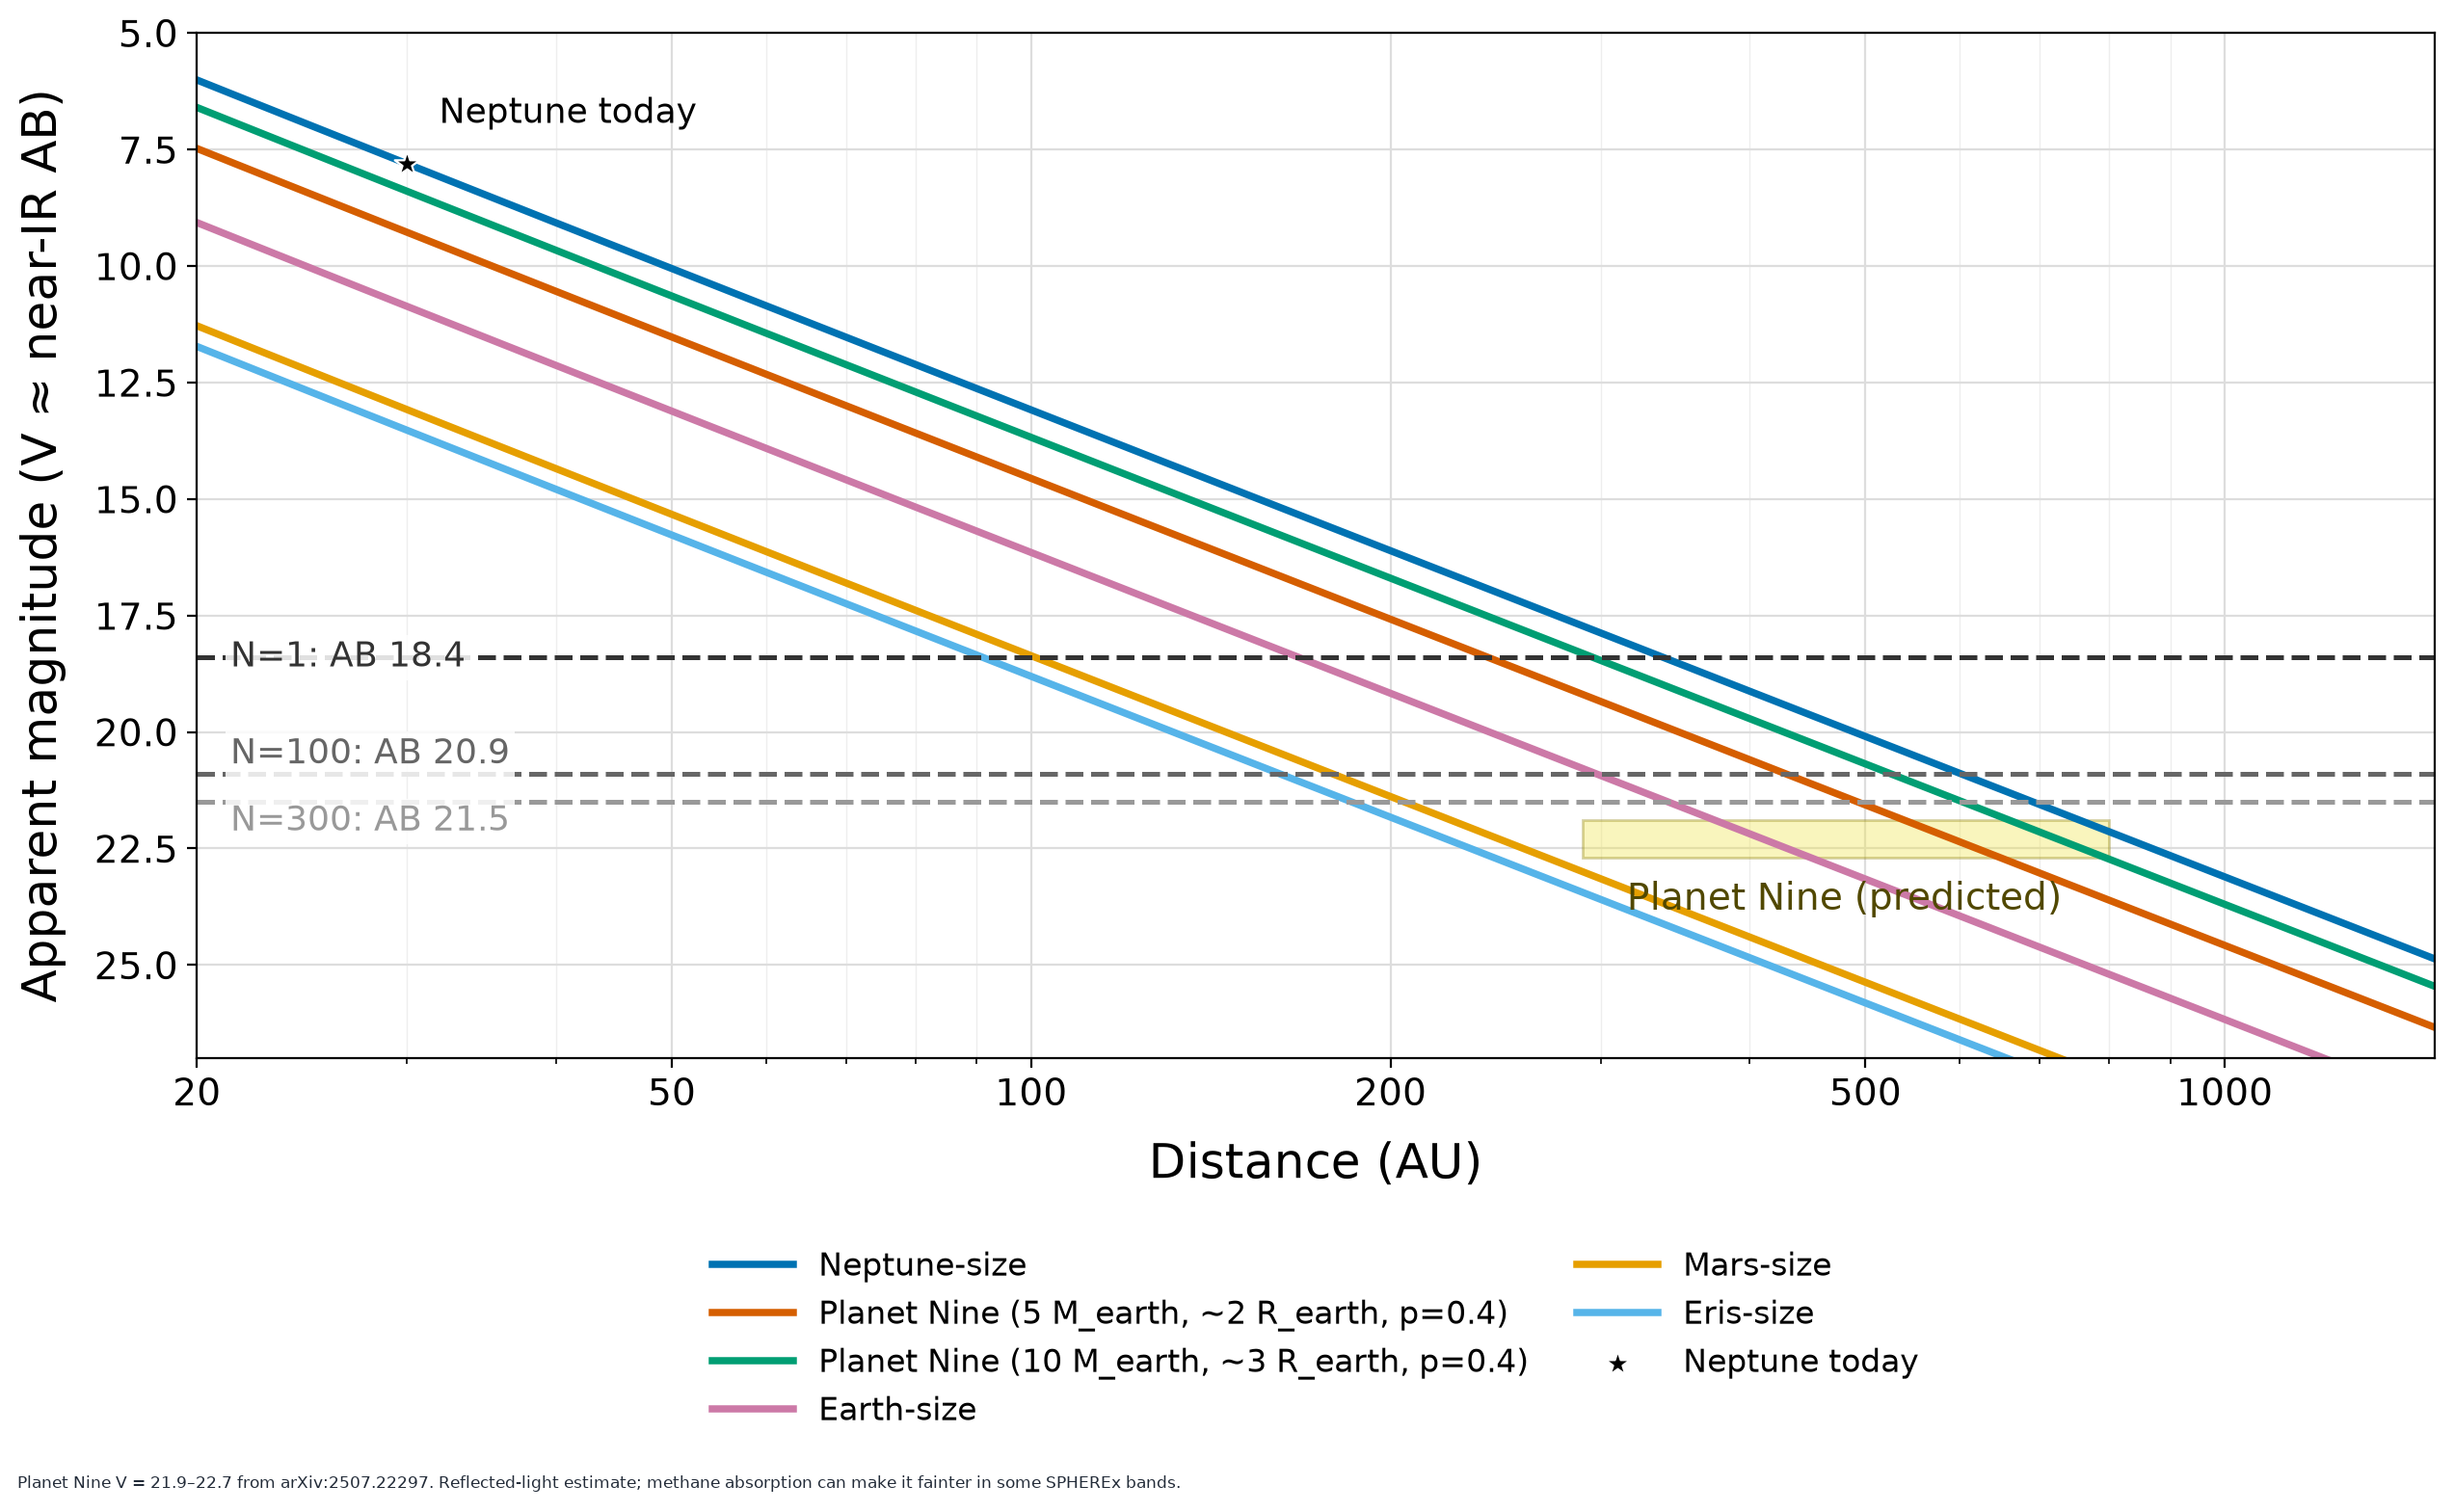 Apparent magnitude (V ≈ near-IR AB)
5.0
7.5
10.0
12.5
15.0
17.5
20.0
22.5
25.0
Neptune today
N=1: AB 18.4
N=100: AB 20.9
N=300: AB 21.5
Planet Nine (predicted)
20 50 100 200 500 1000
Distance (AU)
Neptune-size
Planet Nine (5 M_earth, ~2 R_earth, p=0.4)
Planet Nine (10 M_earth, ~3 R_earth, p=0.4)
Earth-size
Mars-size
Eris-size
Neptune today
Planet Nine V = 21.9–22.7 from arXiv:2507.22297. Reflected-light estimate; methane absorption can make it fainter in some SPHEREx bands.